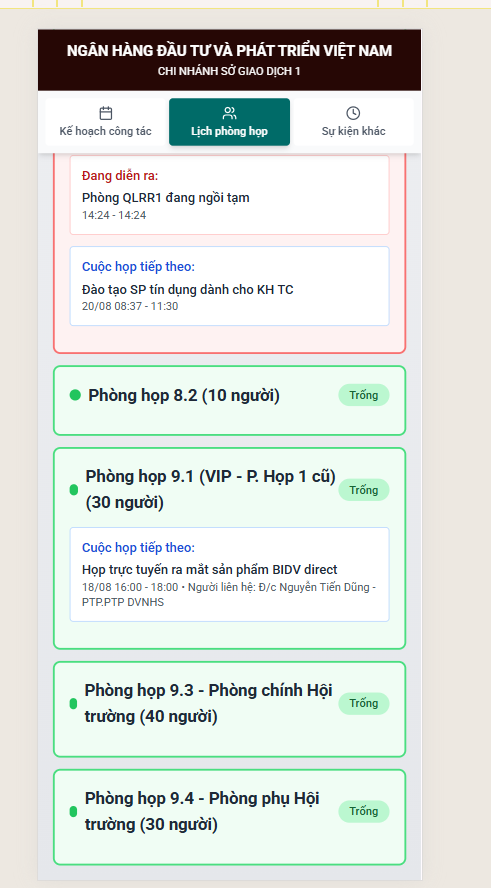 NGÂN HÀNG ĐẦU TƯ VÀ PHÁT TRIỂN VIỆT NAM
CHI NHÁNH SỞ GIAO DỊCH 1
Kế hoạch công tác
Lịch phòng họp
Sự kiện khác
Đang diễn ra:
Phòng QLRR1 đang ngồi tạm
14:24 - 14:24
Cuộc họp tiếp theo:
Đào tạo SP tín dụng dành cho KH TC
20/08 08:37 - 11:30
Phòng họp 8.2 (10 người)
Trống
Phòng họp 9.1 (VIP - P. Họp 1 cũ)
(30 người)
Trống
Cuộc họp tiếp theo:
Họp trực tuyến ra mắt sản phẩm BIDV direct
18/08 16:00 - 18:00 • Người liên hệ: Đ/c Nguyễn Tiến Dũng -
PTP.PTP DVNHS
Phòng họp 9.3 - Phòng chính Hội
trường (40 người)
Trống
Phòng họp 9.4 - Phòng phụ Hội
trường (30 người)
Trống